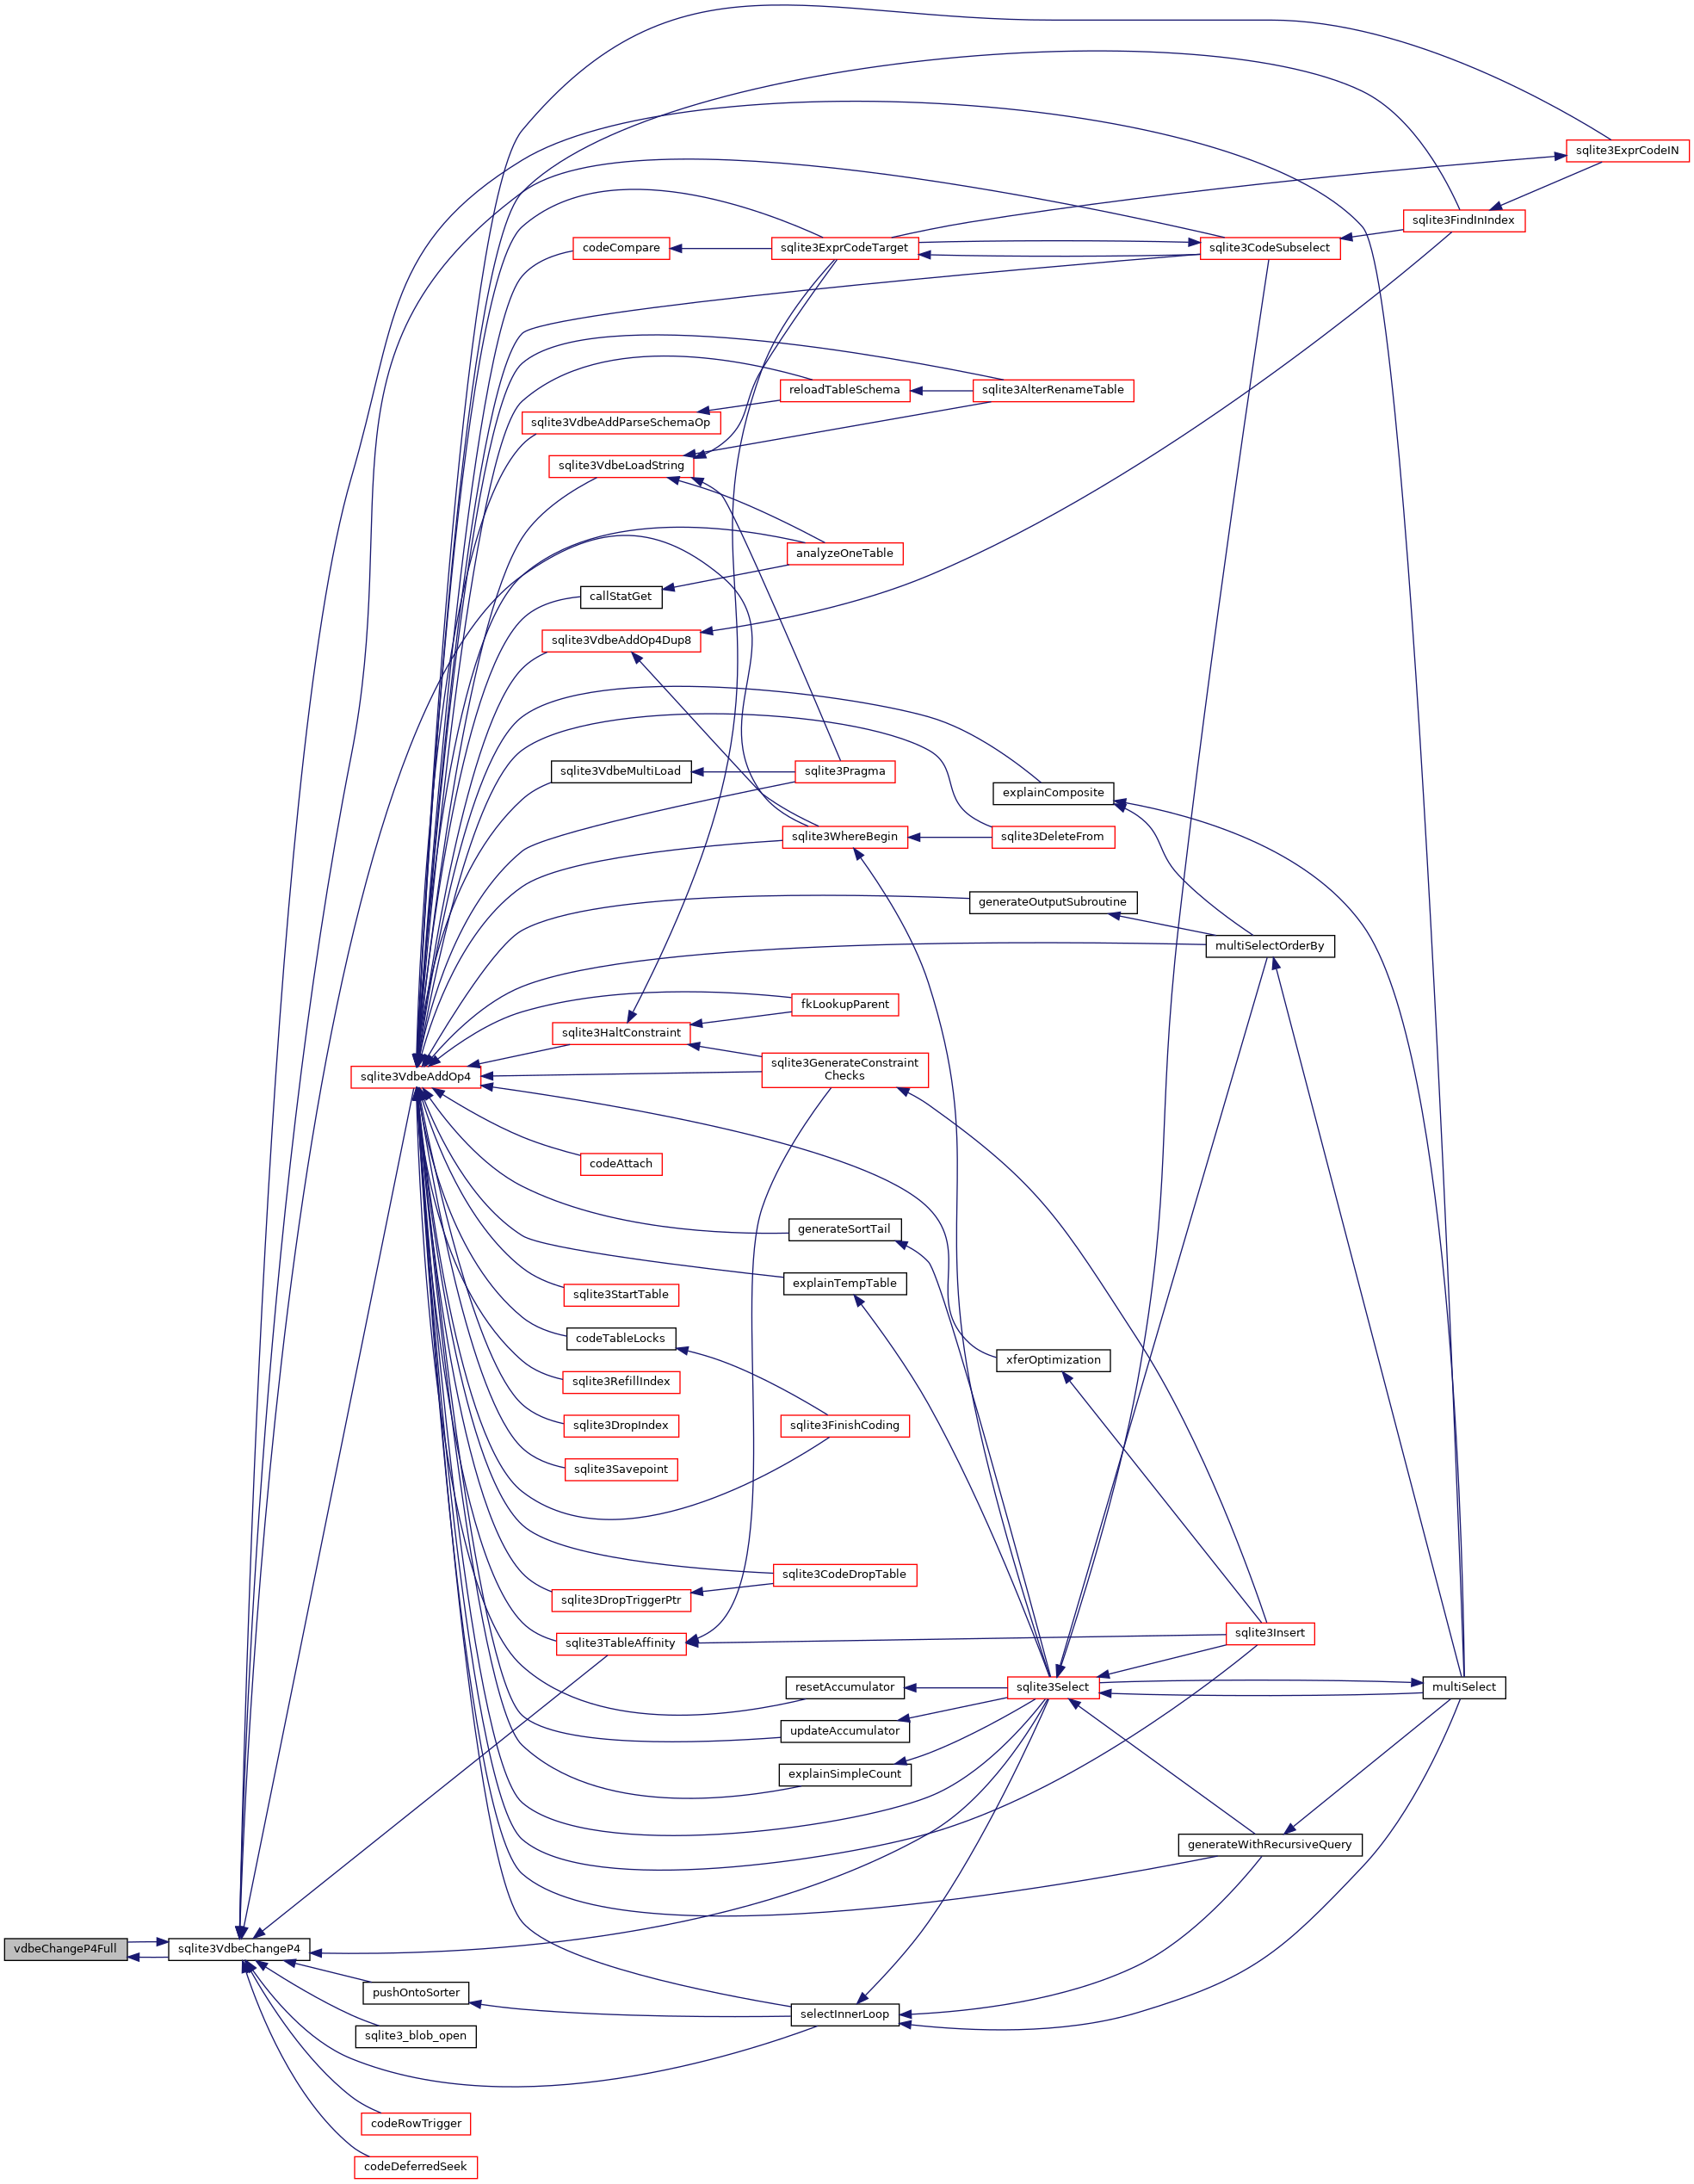 sqlite3ExprCodeIN
sqlite3FindInIndex
codeCompare
sqlite3ExprCodeTarget
sqlite3CodeSubselect
reloadTableSchema
sqlite3AlterRenameTable
sqlite3VdbeAddParseSchemaOp
sqlite3VdbeLoadString
analyzeOneTable
callStatGet
sqlite3VdbeAddOp4Dup8
sqlite3VdbeMultiLoad
sqlite3Pragma
explainComposite
sqlite3WhereBegin
sqlite3DeleteFrom
generateOutputSubroutine
multiSelectOrderBy
fkLookupParent
sqlite3HaltConstraint
sqlite3GenerateConstraint
Checks
sqlite3VdbeAddOp4
codeAttach
generateSortTail
explainTempTable
sqlite3StartTable
codeTableLocks
xferOptimization
sqlite3RefillIndex
sqlite3DropIndex
sqlite3FinishCoding
sqlite3Savepoint
sqlite3CodeDropTable
sqlite3DropTriggerPtr
sqlite3TableAffinity
sqlite3Insert
resetAccumulator
sqlite3Select
multiSelect
updateAccumulator
explainSimpleCount
generateWithRecursiveQuery
vdbeChangeP4Full
sqlite3VdbeChangeP4
pushOntoSorter
selectInnerLoop
sqlite3_blob_open
codeRowTrigger
codeDeferredSeek